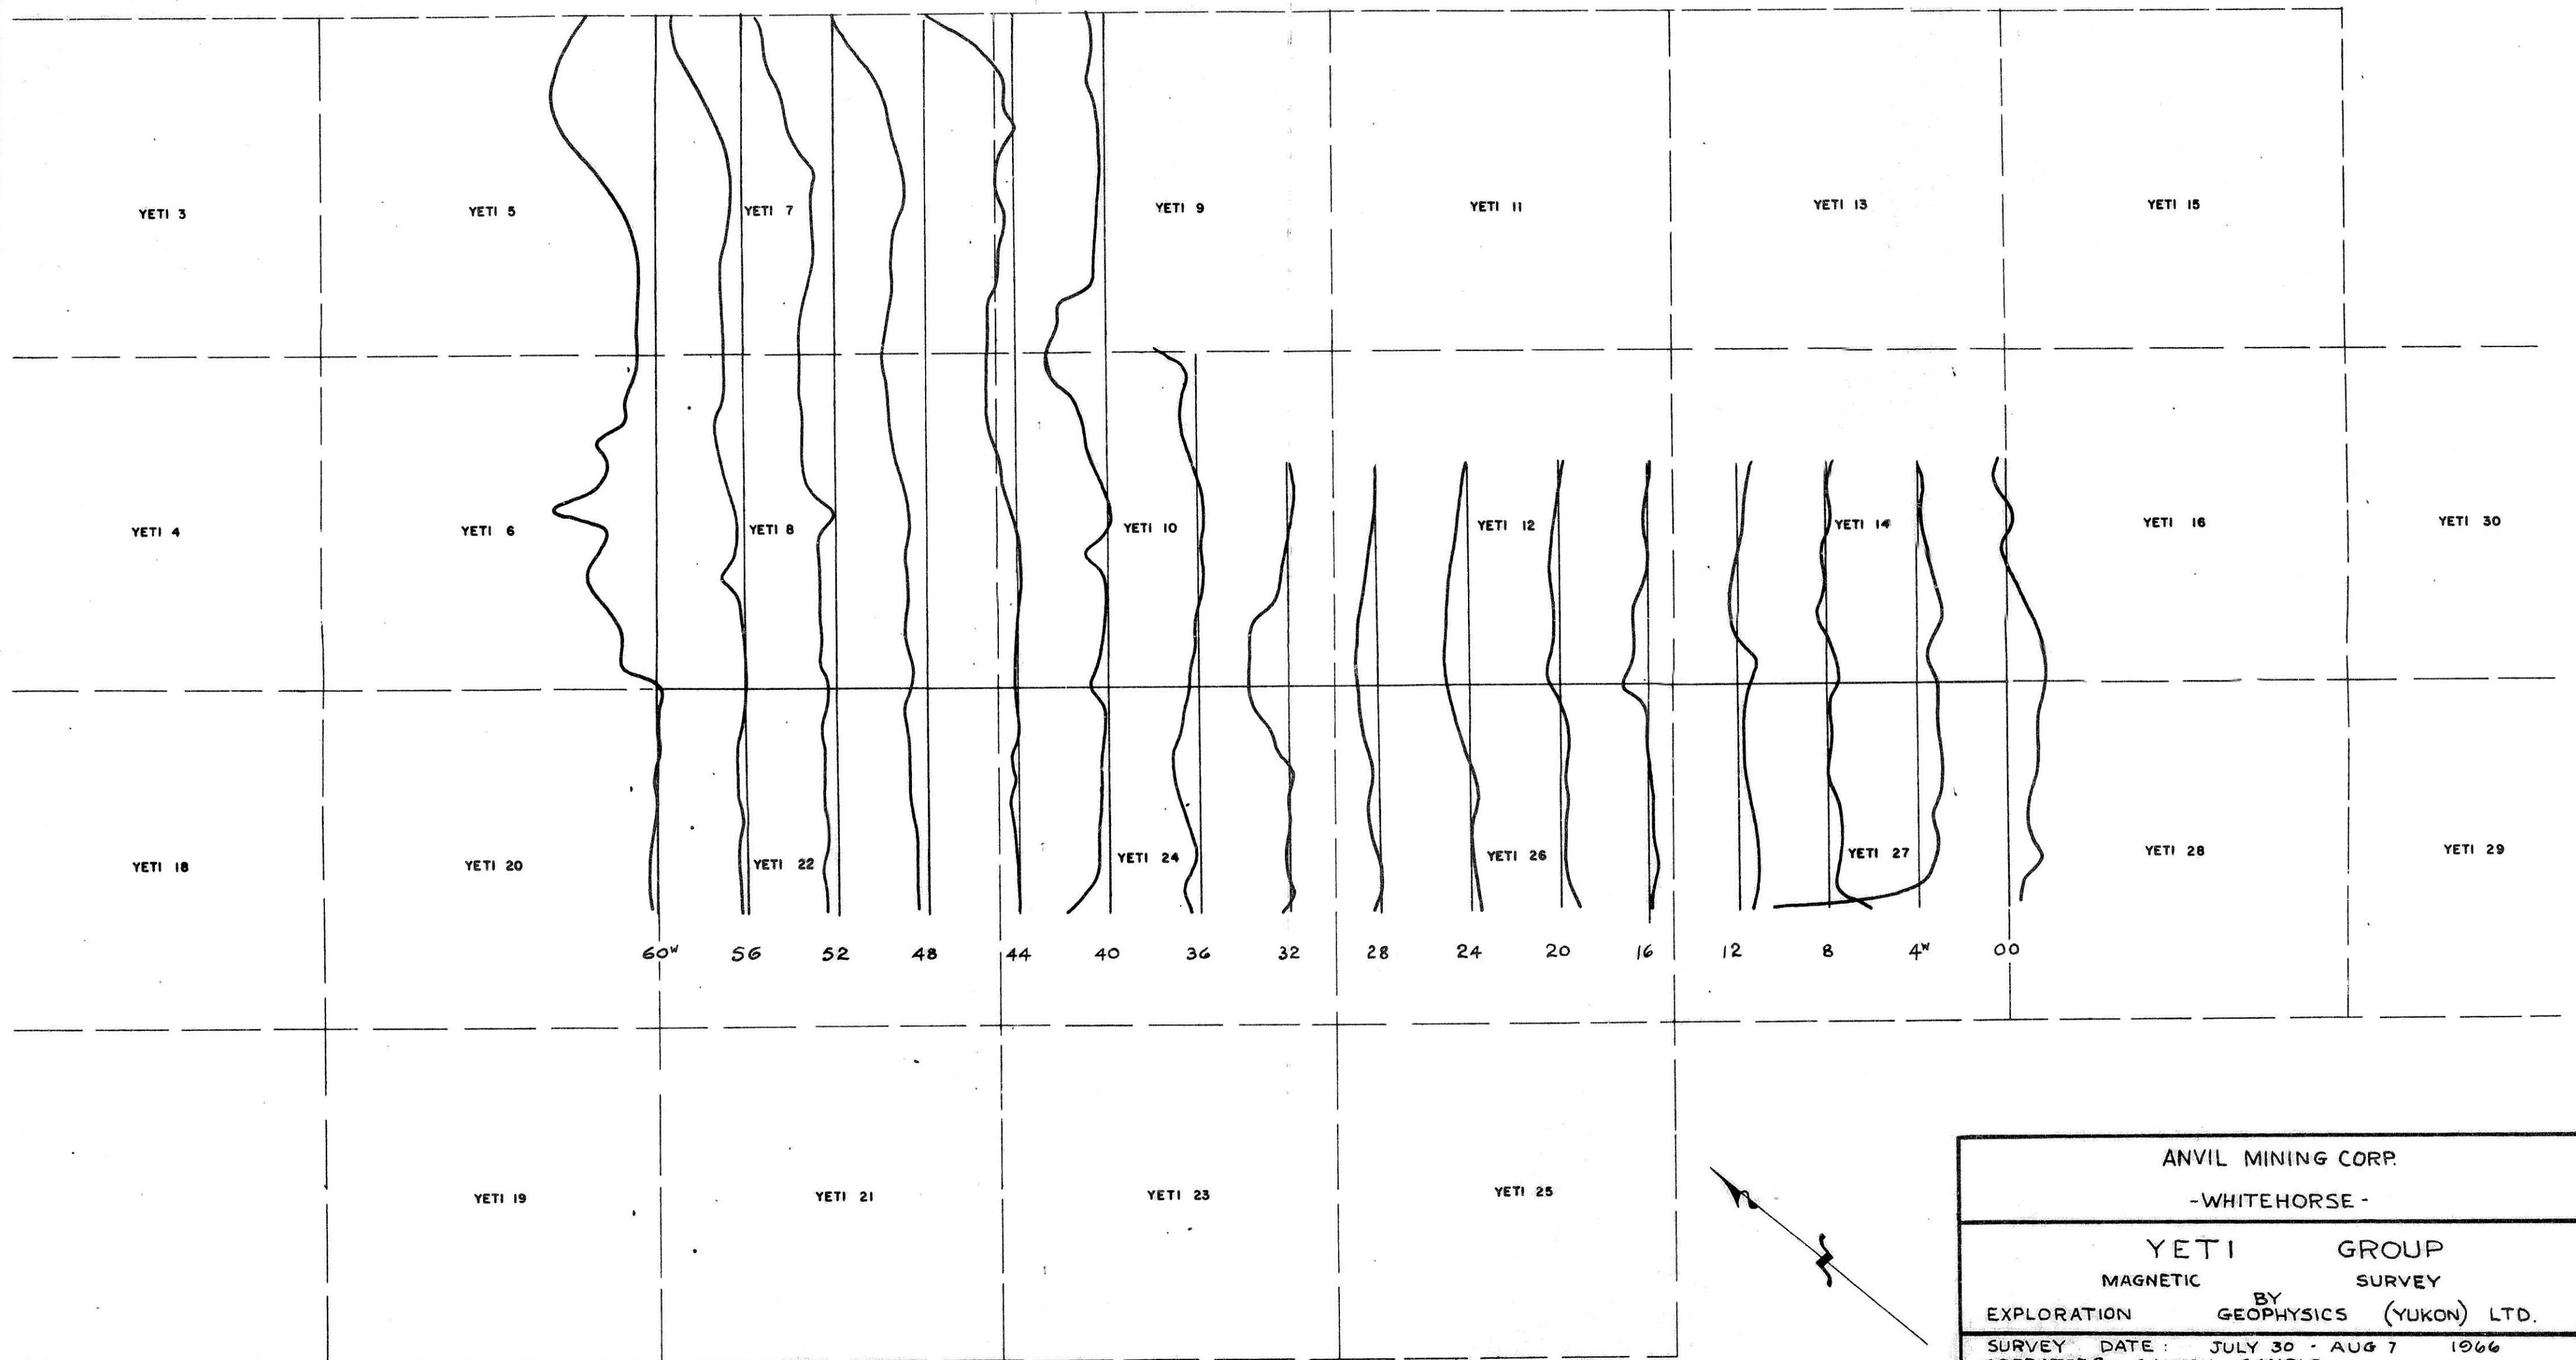 YETI 3
YETI 5
YETI 7
YETI 9
YETI 11
YETI 13
YETI 15
YETI 4
YETI 6
YETI 8
YETI 10
YETI 12
YETI 14
YETI 16
YETI 30
YETI 18
YETI 20
YETI 22
YETI 24
YETI 26
YETI 27
YETI 28
YETI 29
60W 56 52 48 44 40 36 32 28 24 20 16 12 8 4W 00
YETI 19
YETI 21
YETI 23
YETI 25
ANVIL MINING CORP.
-WHITEHORSE-
YETI GROUP
MAGNETIC SURVEY
BY
EXPLORATION GEOPHYSICS (YUKON) LTD.
SURVEY DATE: JULY 30 - AUG 7 1966